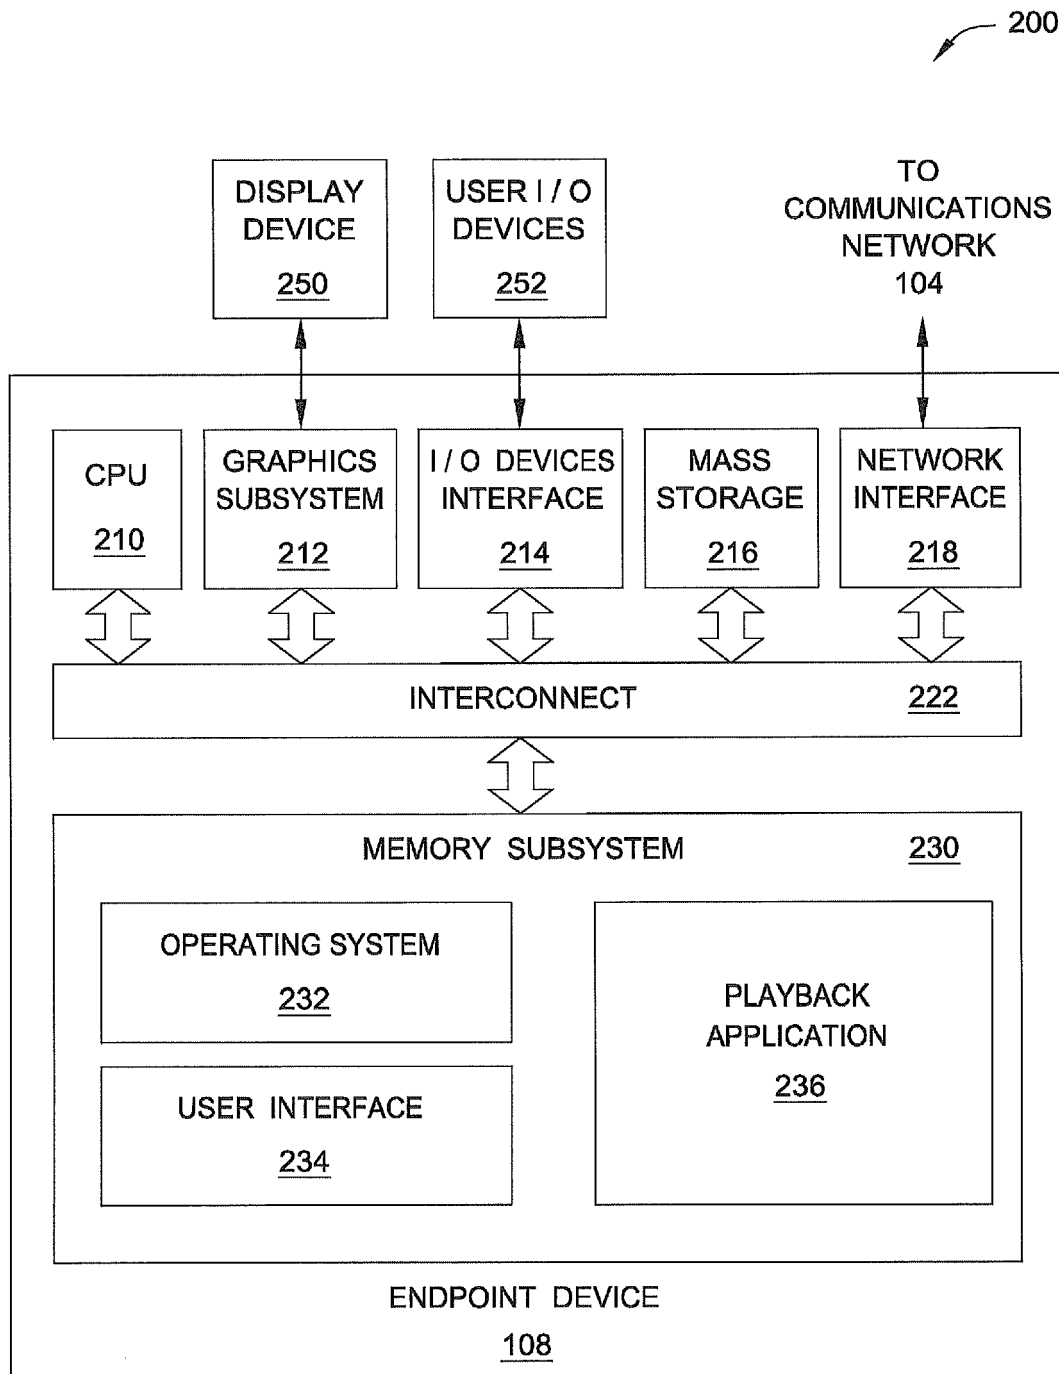 200
DISPLAY
DEVICE
250
USER I / O
DEVICES
252
TO
COMMUNICATIONS
NETWORK
104
CPU
210
GRAPHICS
SUBSYSTEM
212
I / O DEVICES
INTERFACE
214
MASS
STORAGE
216
NETWORK
INTERFACE
218
INTERCONNECT 222
MEMORY SUBSYSTEM 230
OPERATING SYSTEM
232
USER INTERFACE
234
PLAYBACK
APPLICATION
236
ENDPOINT DEVICE
108